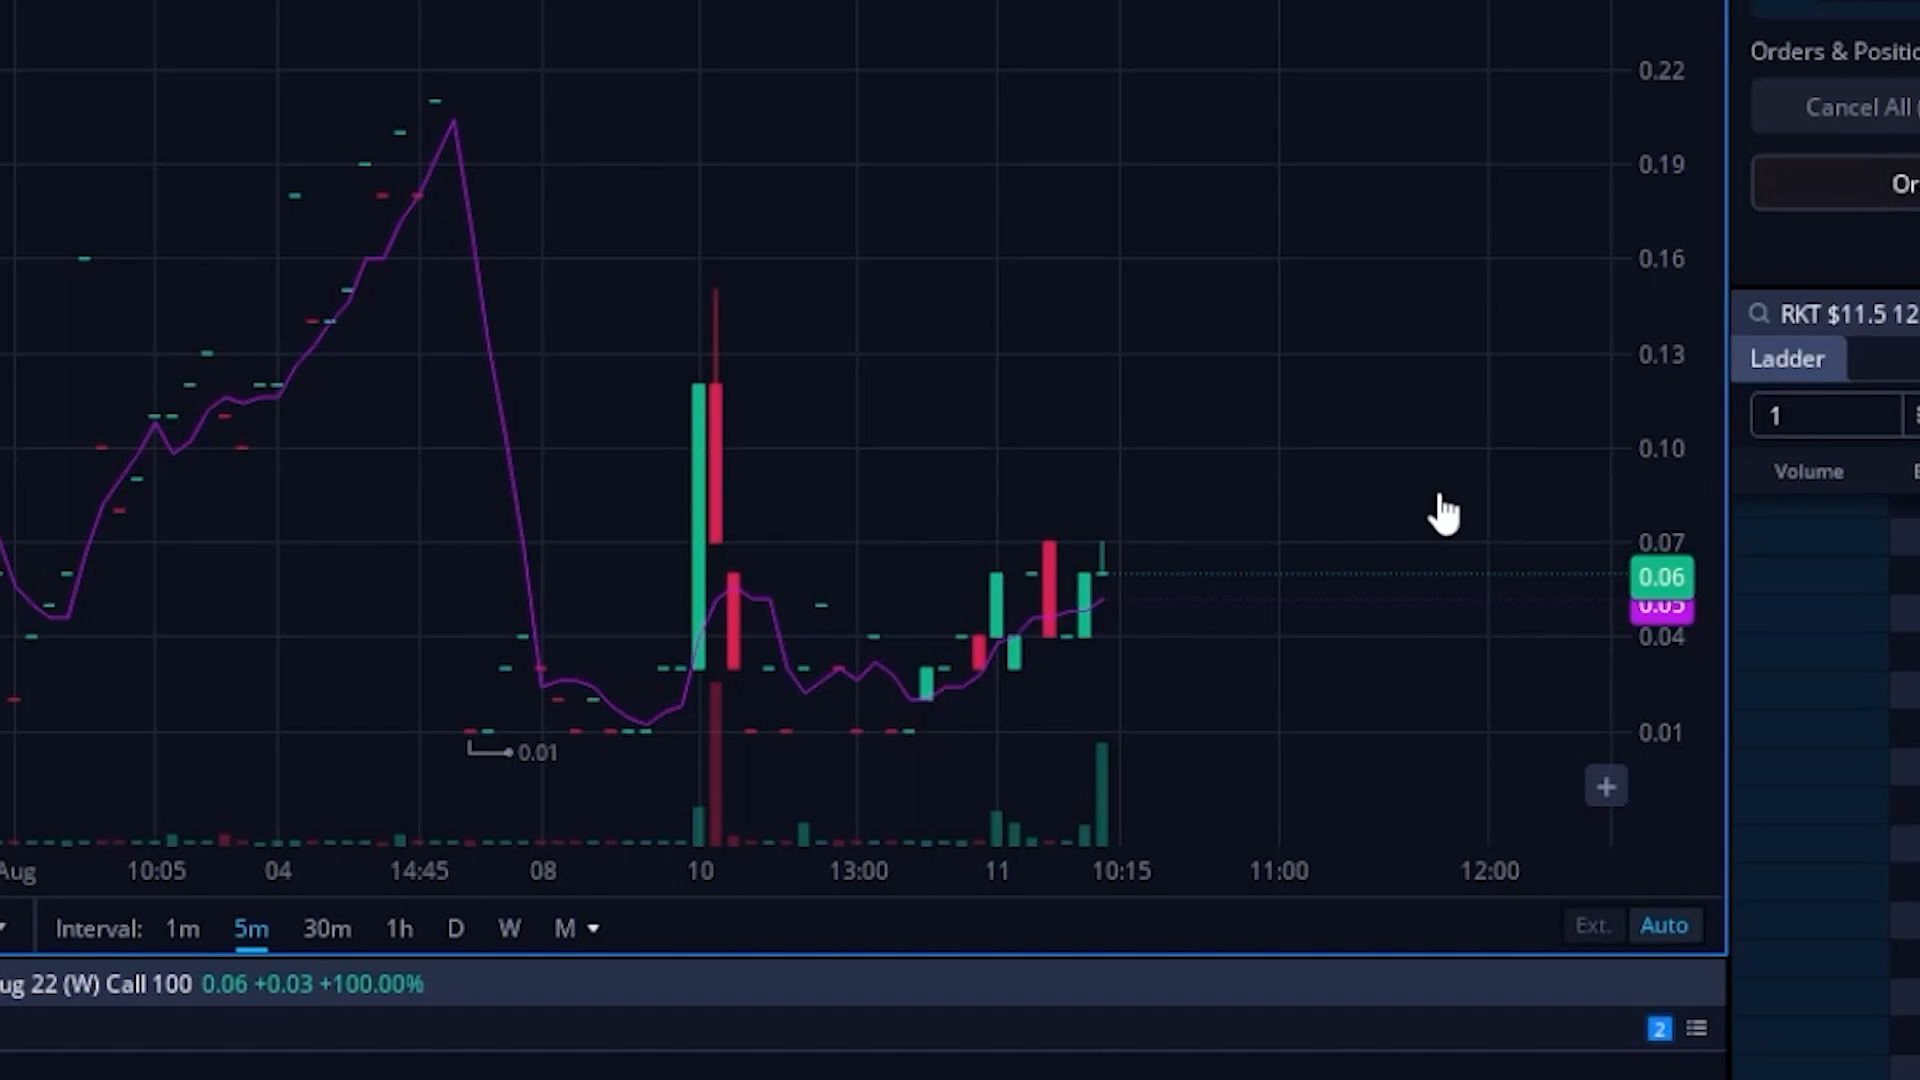 0.22
Orders & Positio
Cancel All
0.19
Or
0.16
RKT $11.5 12
0.13
Ladder
1
0.10
Volume
0.07
0.06
0.05
0.04
0.01
0.01
Aug 10:05 04 14:45 08 10 13:00 11 10:15 11:00 12:00
Interval: 1m 5m 30m 1h D W M
Ext. Auto
ug 22 (W) Call 100 0.06 +0.03 +100.00%
2